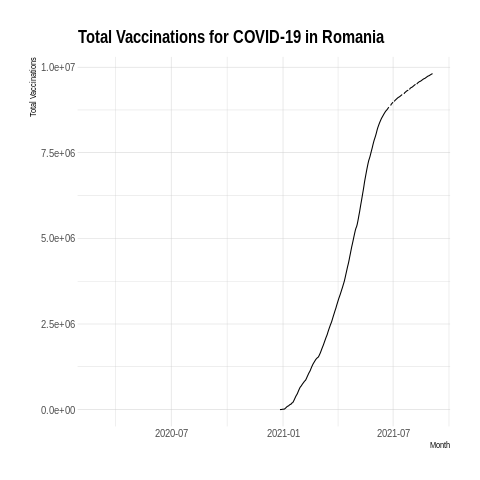 Total Vaccinations for COVID-19 in Romania
Total Vaccinations
1.0e+07
7.5e+06
5.0e+06
2.5e+06
0.0e+00
2020-07
2021-01
2021-07
Month